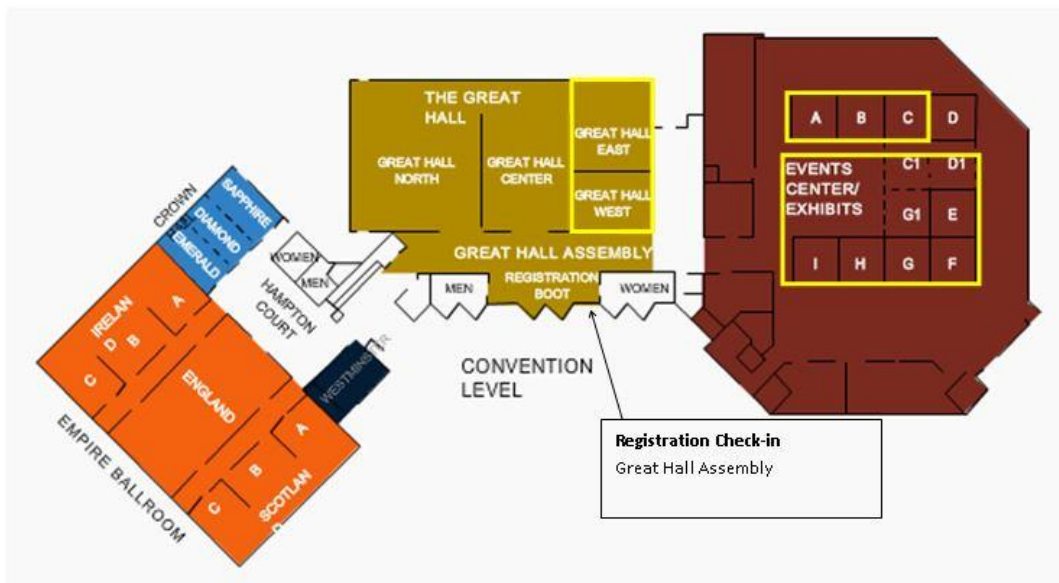 THE GREAT
HALL
GREAT HALL
NORTH
GREAT HALL
CENTER
GREAT HALL
EAST
GREAT HALL
WEST
GREAT HALL ASSEMBLY
REGISTRATION
BOOT
MEN
WOMEN
A
B
C
D
C1
D1
EVENTS
CENTER/
EXHIBITS
G1
E
I
H
G
F
CROWN
SAPPHIRE
DIAMOND
EMERALD
WOMEN
MEN
HAMPTON
COURT
WESTMINSTER
IRELAN
D
A
B
C
ENGLAND
A
B
C
SCOTLAN
EMPIRE BALLROOM
CONVENTION
LEVEL
Registration Check-in
Great Hall Assembly